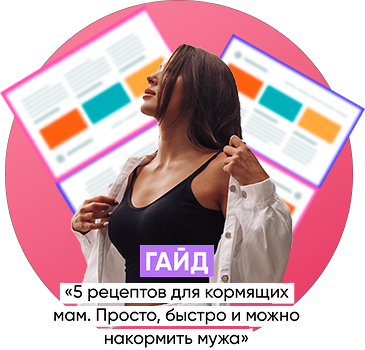 ГАЙД
«5 рецептов для кормящих
мам. Просто, быстро и можно
накормить мужа»